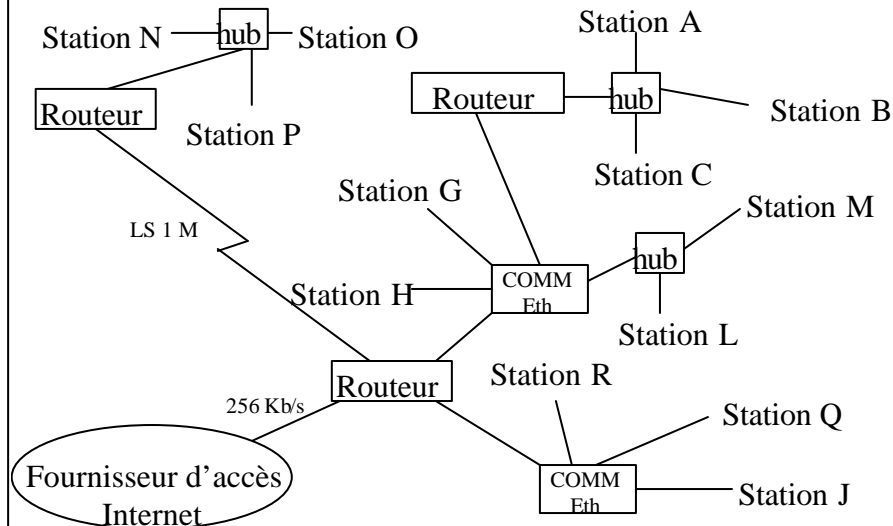 Station A
Station N
hub
Station O
Routeur
Routeur
hub
Station B
Station P
Station C
Station G
Station M
LS 1 M
hub
COMM
Eth
Station H
Station L
Routeur
Station R
256 Kb/s
Station Q
Fournisseur d’accès
Internet
COMM
Eth
Station J